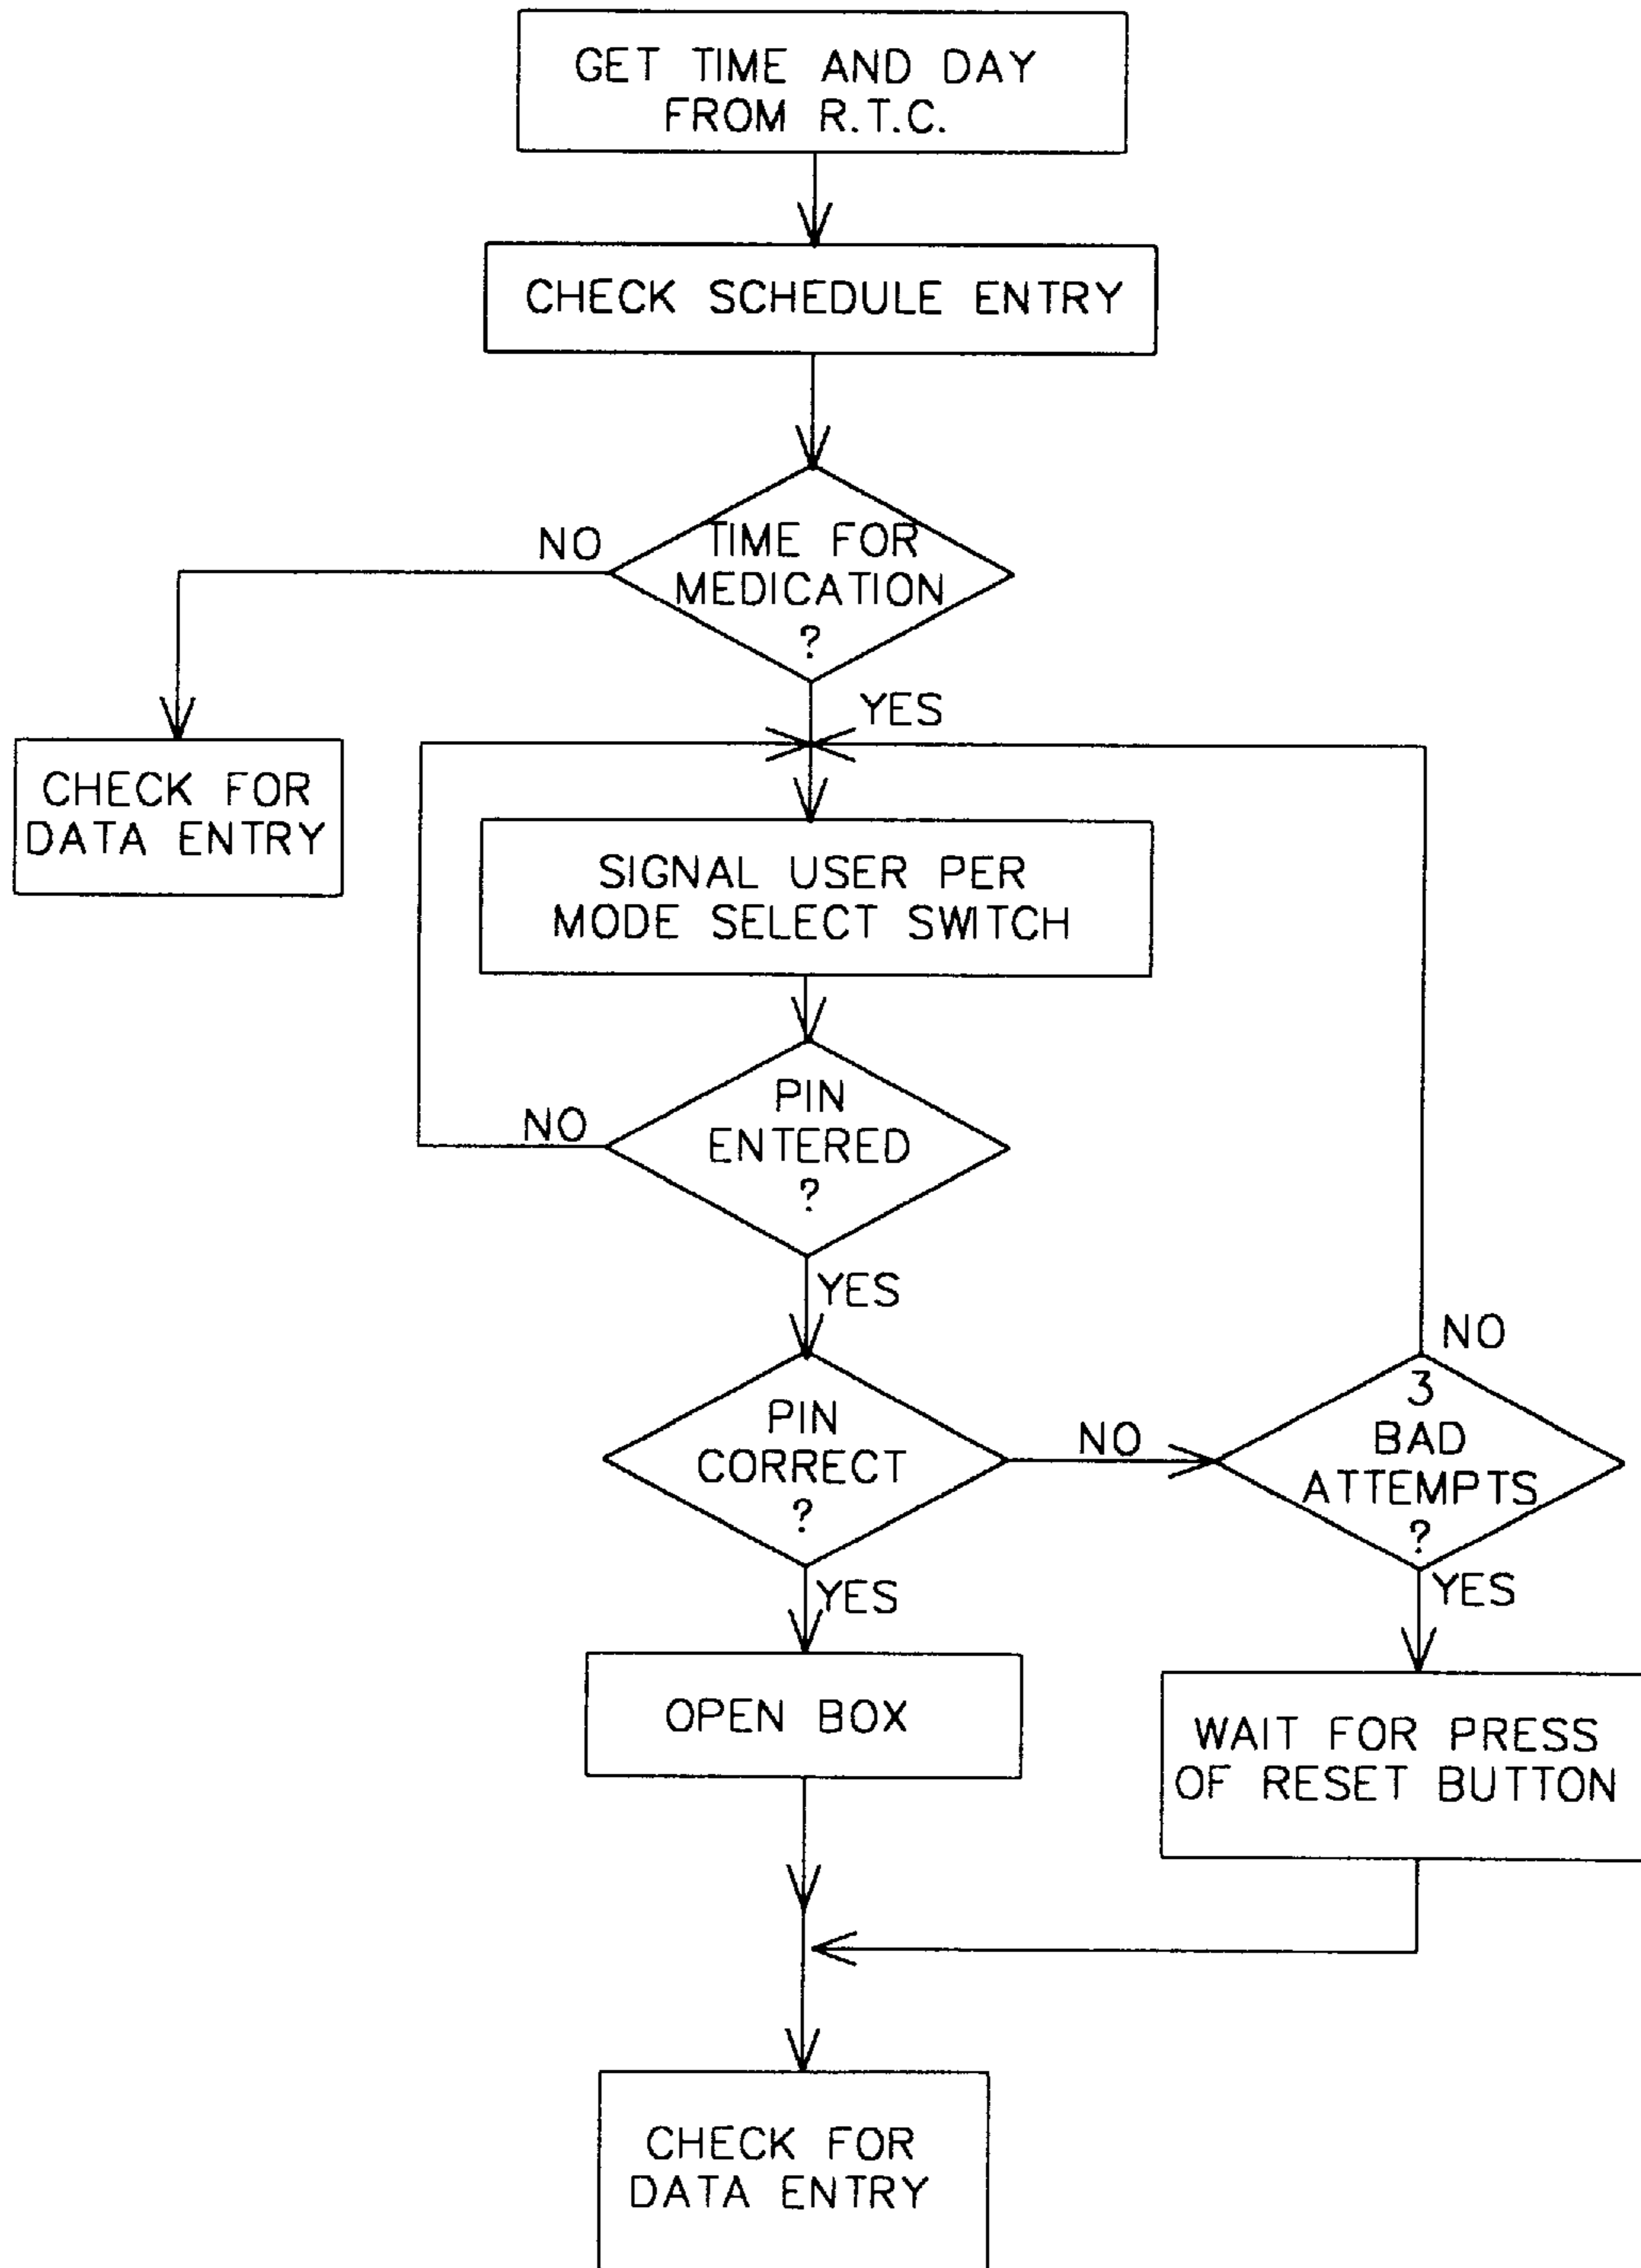 GET TIME AND DAY
FROM R.T.C.
CHECK SCHEDULE ENTRY
NO
TIME FOR
MEDICATION
?
YES
CHECK FOR
DATA ENTRY
SIGNAL USER PER
MODE SELECT SWITCH
NO
PIN
ENTERED
?
YES
PIN
CORRECT
?
NO
NO
3
BAD
ATTEMPTS
?
YES
YES
OPEN BOX
WAIT FOR PRESS
OF RESET BUTTON
CHECK FOR
DATA ENTRY